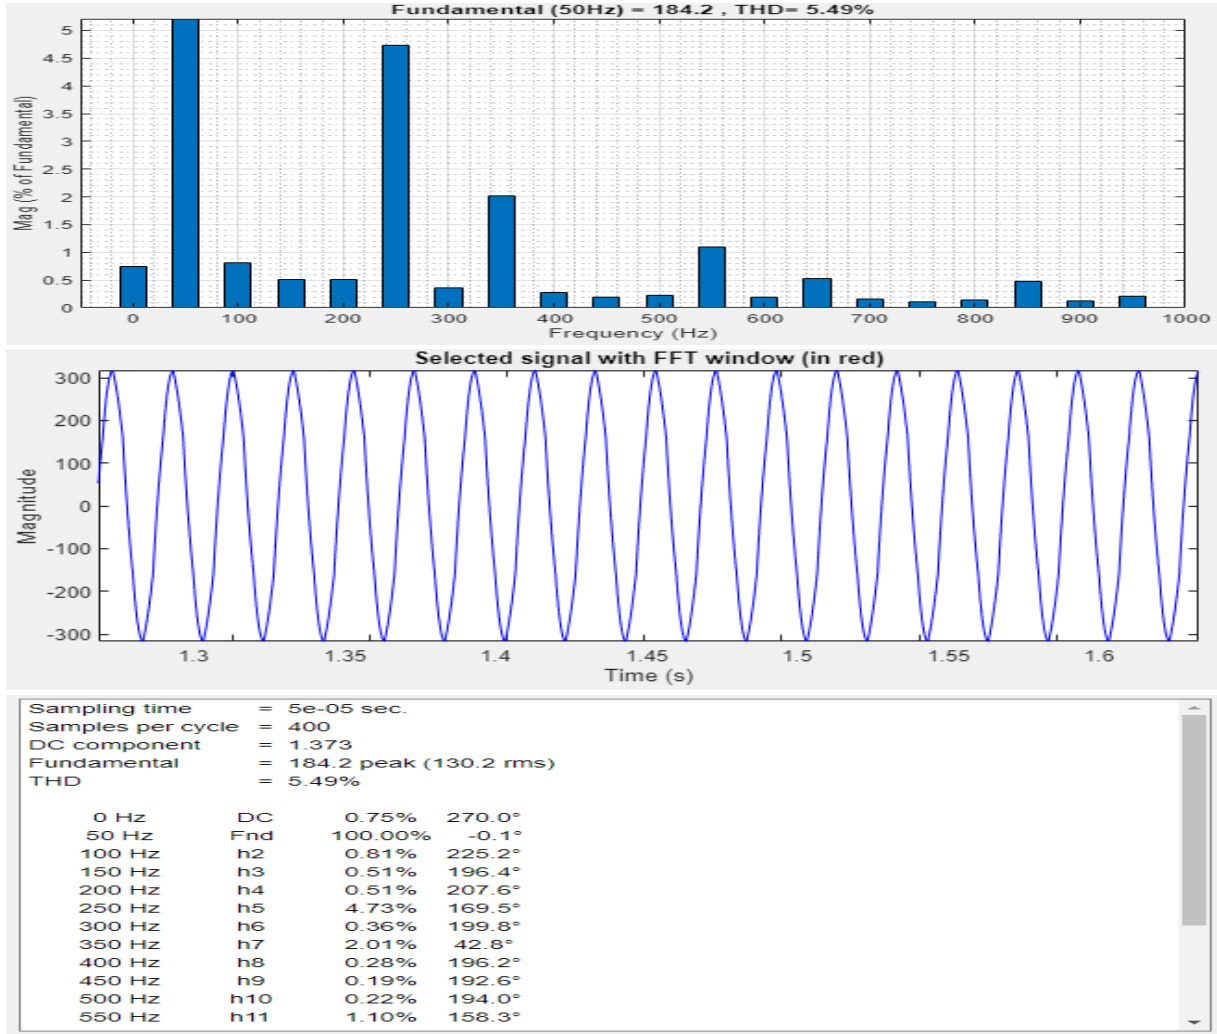 Fundamental (50Hz) = 184.2 , THD= 5.49%
5
4.5
4
3.5
3
2.5
2
1.5
1
0.5
0
Mag (% of Fundamental)
0 100 200 300 400 500 600 700 800 900 1000
Frequency (Hz)
Selected signal with FFT window (in red)
300
200
100
0
-100
-200
-300
Magnitude
1.3 1.35 1.4 1.45 1.5 1.55 1.6
Time (s)
Sampling time = 5e-05 sec.
Samples per cycle = 400
DC component = 1.373
Fundamental = 184.2 peak (130.2 rms)
THD = 5.49%
0 Hz DC 0.75% 270.0°
50 Hz Fnd 100.00% -0.1°
100 Hz h2 0.81% 225.2°
150 Hz h3 0.51% 196.4°
200 Hz h4 0.51% 207.6°
250 Hz h5 4.73% 169.5°
300 Hz h6 0.36% 199.8°
350 Hz h7 2.01% 42.8°
400 Hz h8 0.28% 196.2°
450 Hz h9 0.19% 192.6°
500 Hz h10 0.22% 194.0°
550 Hz h11 1.10% 158.3°